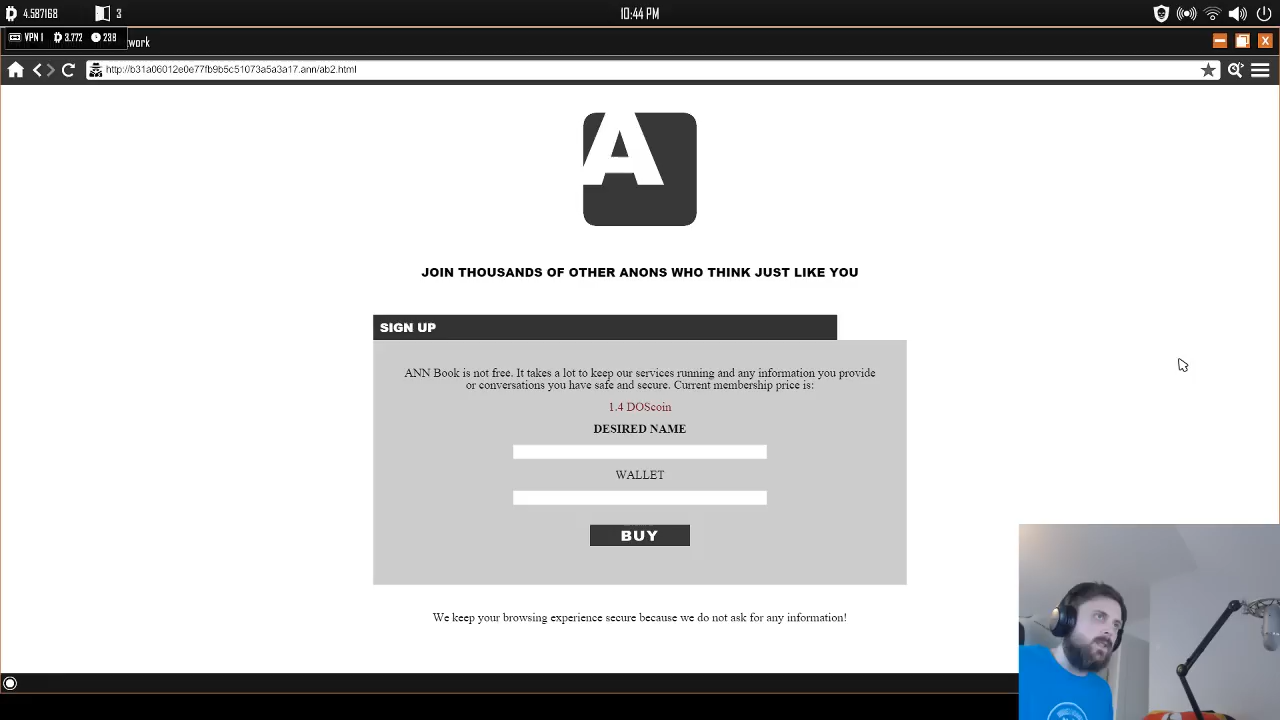 4.587168
3
10:44 PM
VPN 1
3.772
238
work
http://b31a06012e0e77fb9b5c51073a5a3a17.ann/ab2.html
A
JOIN THOUSANDS OF OTHER ANONS WHO THINK JUST LIKE YOU
SIGN UP
ANN Book is not free. It takes a lot to keep our services running and any information you provide
or conversations you have safe and secure. Current membership price is:
1.4 DOScoin
DESIRED NAME
WALLET
BUY
We keep your browsing experience secure because we do not ask for any information!